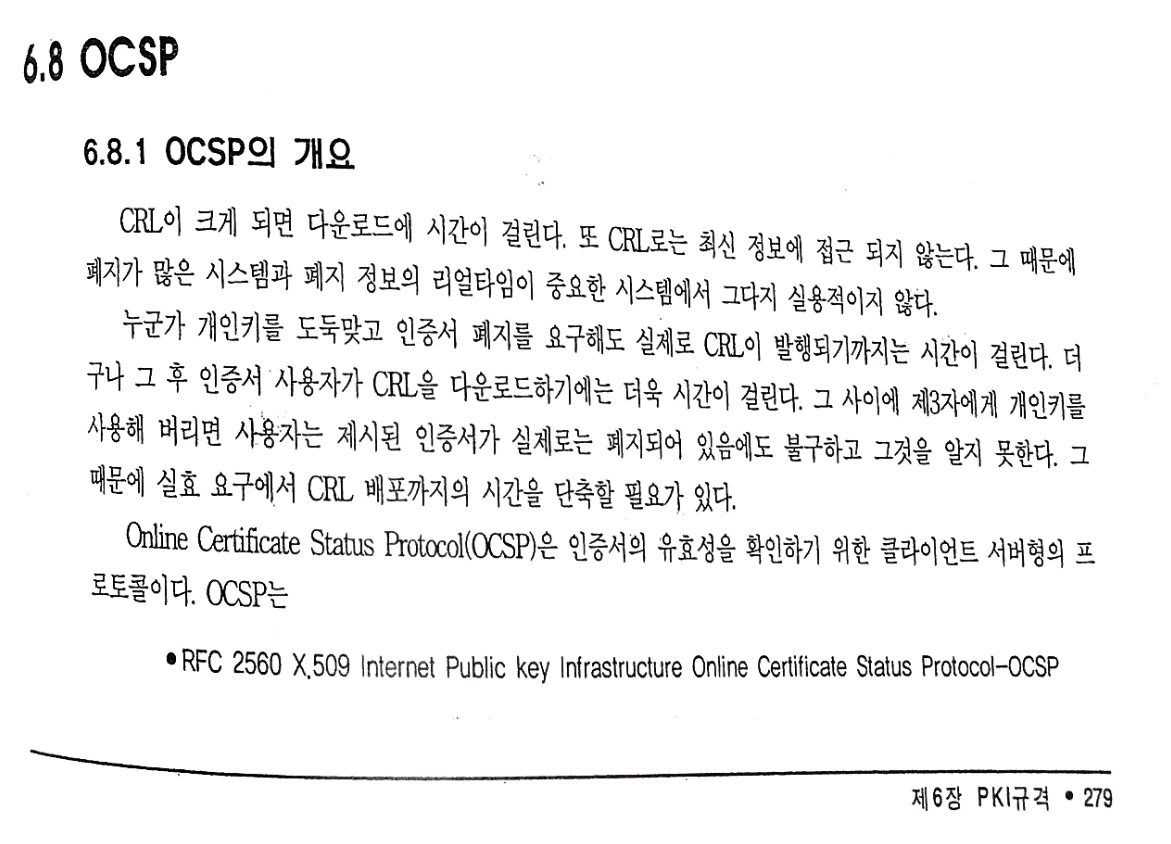 6.8 OCSP
6.8.1 OCSP의 개요
CRL이 크게 되면 다운로드에 시간이 걸린다. 또 CRL로는 최신 정보에 접근 되지 않는다. 그 때문에
폐지가 많은 시스템과 폐지 정보의 리얼타임이 중요한 시스템에서 그다지 실용적이지 않다.
누군가 개인키를 도둑맞고 인증서 폐지를 요구해도 실제로 CRL이 발행되기까지는 시간이 걸린다. 더
구나 그 후 인증서 사용자가 CRL을 다운로드하기에는 더욱 시간이 걸린다. 그 사이에 제3자에게 개인키를
사용해 버리면 사용자는 제시된 인증서가 실제로는 폐지되어 있음에도 불구하고 그것을 알지 못한다. 그
때문에 실효 요구에서 CRL 배포까지의 시간을 단축할 필요가 있다.
Online Certificate Status Protocol(OCSP)은 인증서의 유효성을 확인하기 위한 클라이언트 서버형의 프
로토콜이다. OCSP는
•RFC 2560 X.509 Internet Public key Infrastructure Online Certificate Status Protocol-OCSP
제6장 PKI규격 • 279